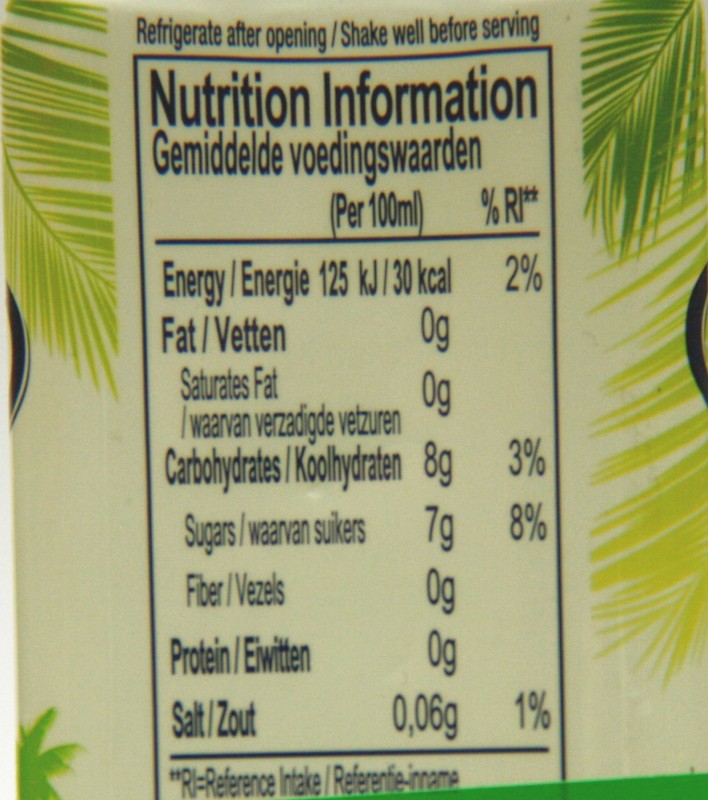 Refrigerate after opening / Shake well before serving
Nutrition Information
Gemiddelde voedingswaarden
(Per 100ml) % RI**
Energy / Energie 125 kJ / 30 kcal 2%
Fat / Vetten 0g
Saturates Fat 0g
/ waarvan verzadigde vetzuren
Carbohydrates / Koolhydraten 8g 3%
Sugars / waarvan suikers 7g 8%
Fiber / Vezels 0g
Protein / Eiwitten 0g
Salt / Zout 0,06g 1%
**RI=Reference Intake / Referentie-inname